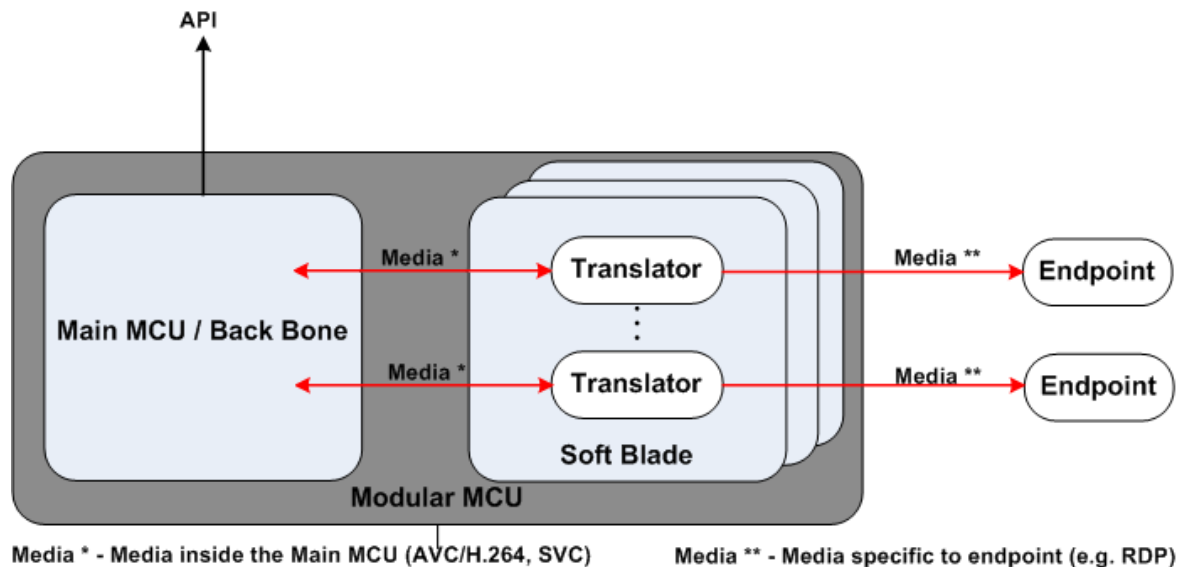 API
Media *
Translator
Media **
Endpoint
Main MCU / Back Bone
Media *
Translator
Media **
Endpoint
Soft Blade
Modular MCU
Media * - Media inside the Main MCU (AVC/H.264, SVC)
Media ** - Media specific to endpoint (e.g. RDP)